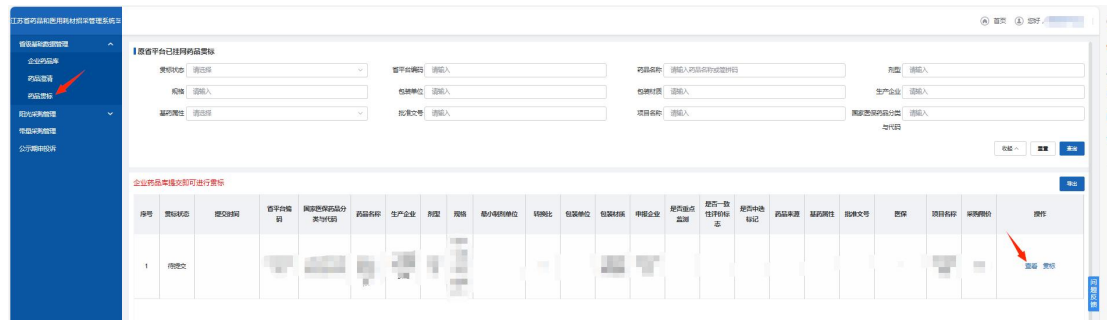 江苏省药品和医用耗材招采管理系统
首页 您好,
省级基础数据管理
企业药品库
药品澄清
药品贯标
阳光采购管理
带量采购管理
公示期申投诉
原省平台已挂网药品贯标
贯标状态 请选择 省平台编码 请输入 药品名称 请输入药品名称或首拼码 剂型 请输入
规格 请输入 包装单位 请输入 包装材质 请输入 生产企业 请输入
基药属性 请选择 批准文号 请输入 项目名称 请输入 国家医保药品分类与代码 请输入
收起 重置 查询
企业药品库提交即可进行贯标 导出
序号 贯标状态 提交时间 省平台编码 国家医保药品分类与代码 药品名称 生产企业 剂型 规格 最小制剂单位 转换比 包装单位 包装材质 申报企业 是否重点监测 是否一致性评价标志 是否中选标记 药品来源 基药属性 批准文号 医保 项目名称 采购限价 操作
1 待提交 查看 贯标
问题反馈